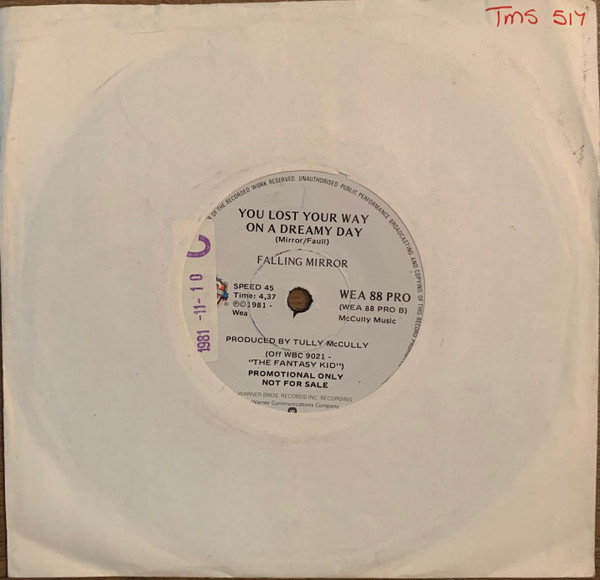 TMS 517
OF THE RECORDED WORK RESERVED. UNAUTHORISED PUBLIC PERFORMANCE BROADCASTING AND COPYING OF THIS RECORD
YOU LOST YOUR WAY
ON A DREAMY DAY
(Mirror/Faull)
FALLING MIRROR
SPEED 45
Time: 4,37
Ⓟ©1981 -
Wea
WEA 88 PRO
(WEA 88 PRO B)
McCully Music
1981 -11- 10
PRODUCED BY TULLY McCULLY
(Off WBC 9021 -
"THE FANTASY KID")
PROMOTIONAL ONLY
NOT FOR SALE
WARNER BROS. RECORDS INC. RECORDING
Warner Communications Company